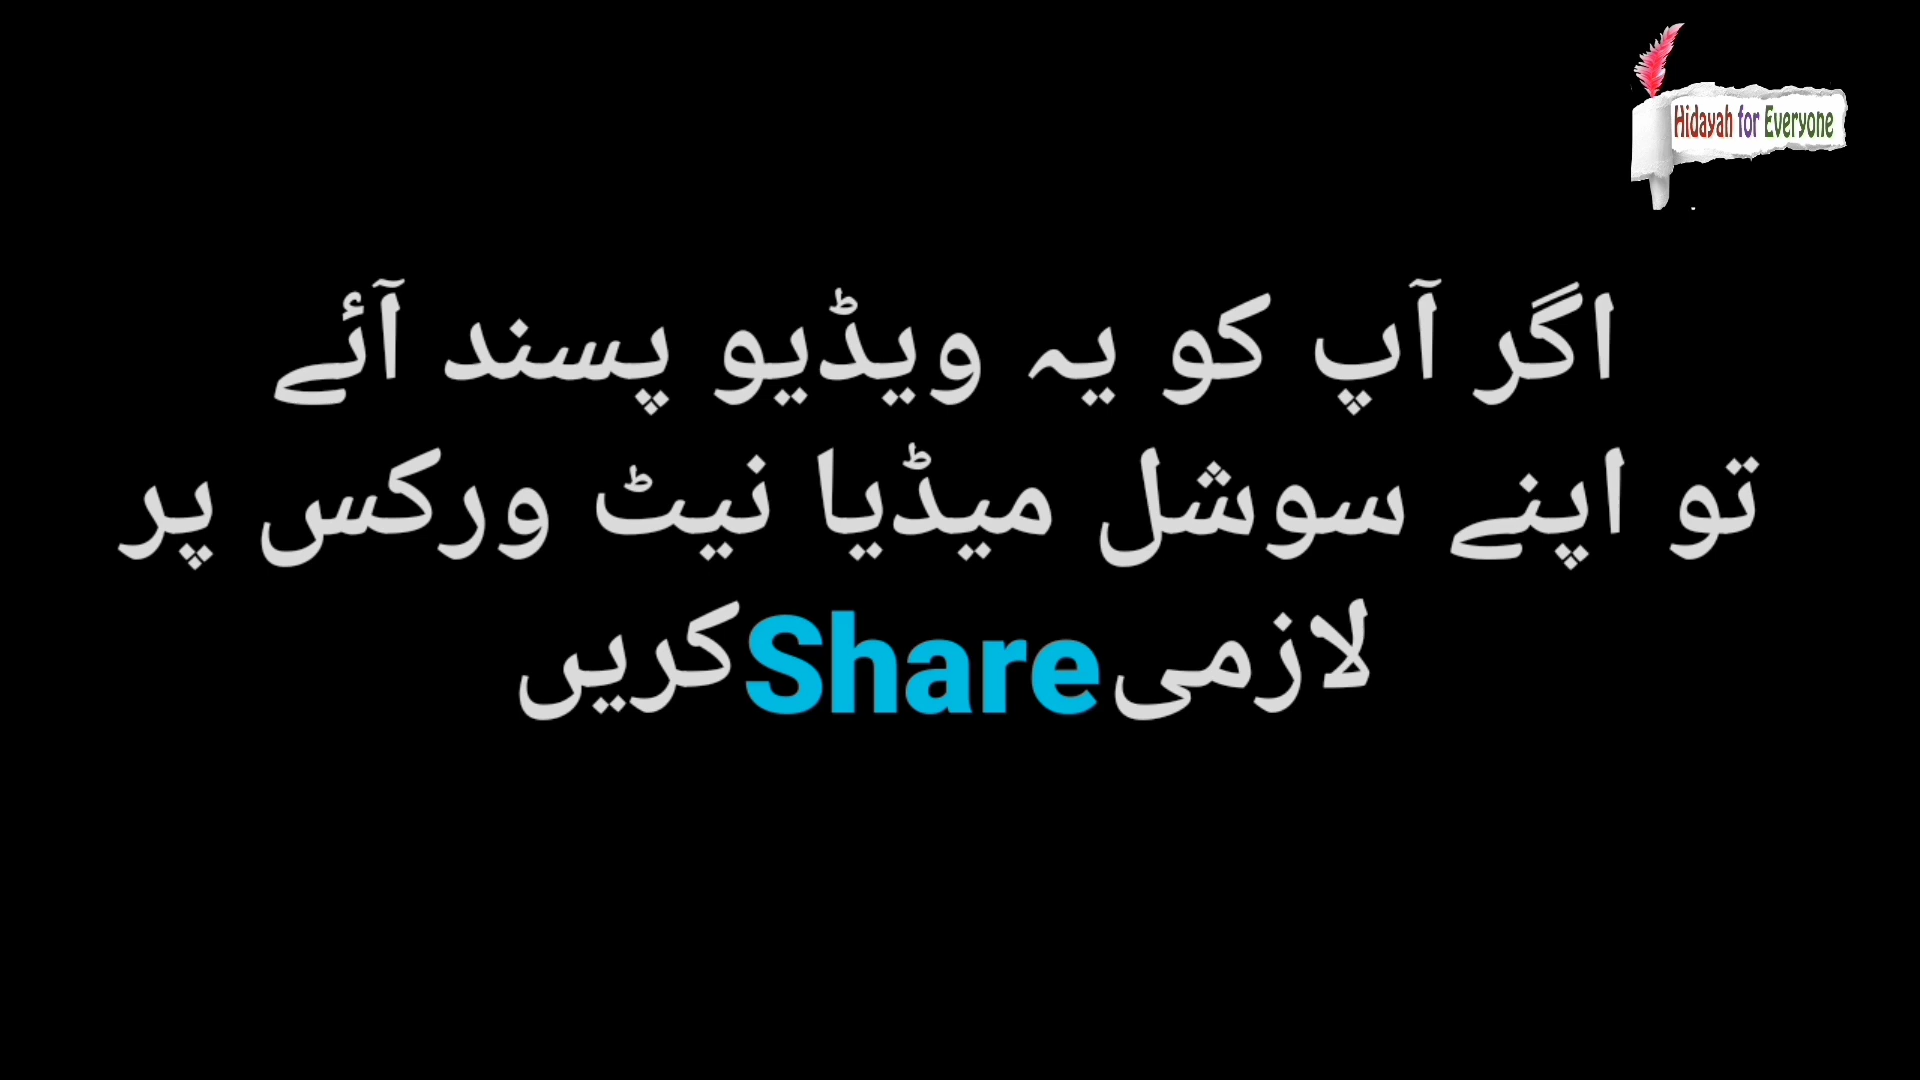 Hidayah for Everyone
اگر آپ کو یہ ویڈیو پسند آئے
تو اپنے سوشل میڈیا نیٹ ورکس پر
لازمی Share کریں